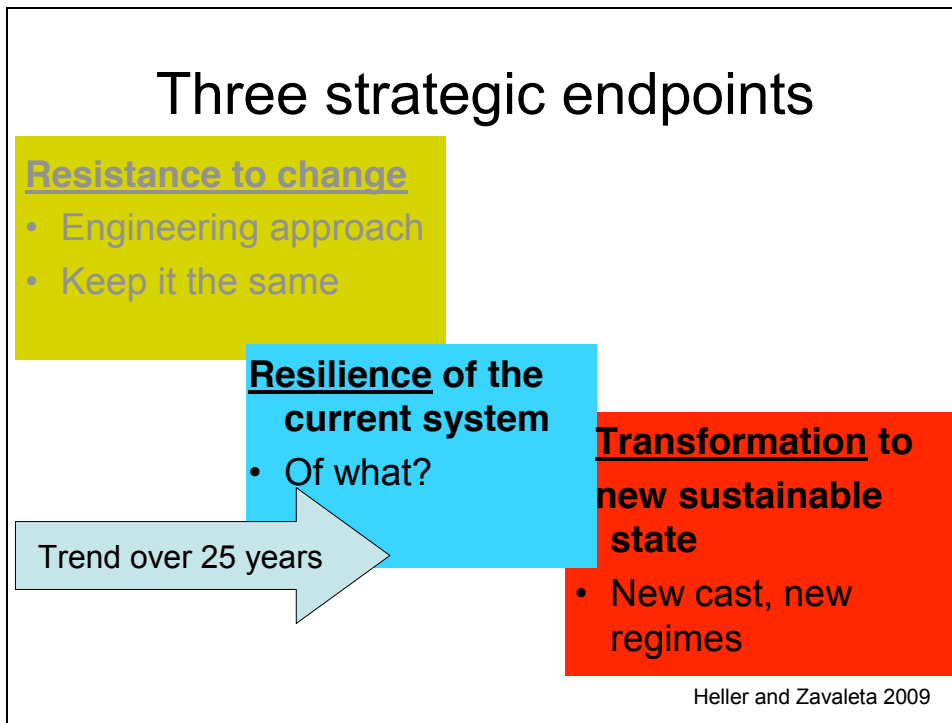 Three strategic endpoints
Resistance to change
• Engineering approach
• Keep it the same
Resilience of the
current system
• Of what?
Transformation to
new sustainable
state
• New cast, new
regimes
Trend over 25 years
Heller and Zavaleta 2009